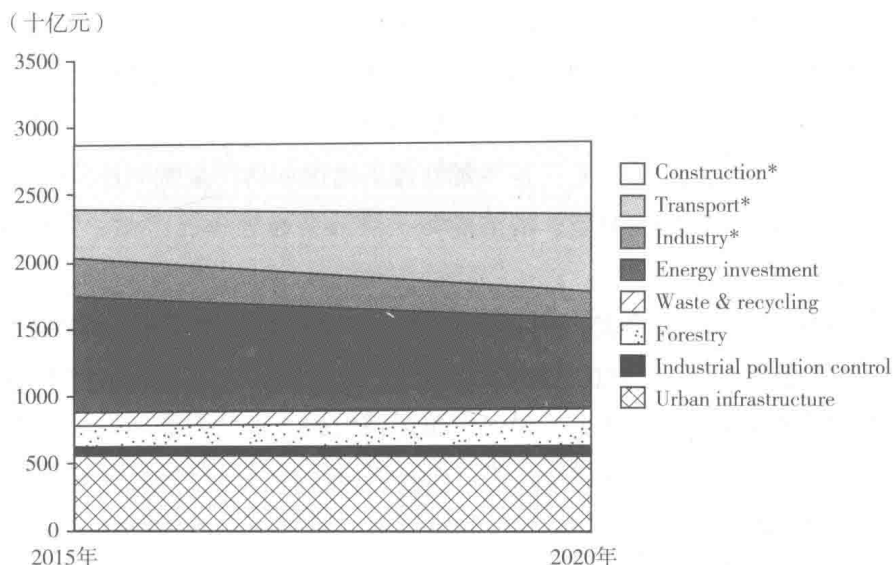 （十亿元）
3500
3000
2500
2000
1500
1000
500
0
2015年
2020年
Construction*
Transport*
Industry*
Energy investment
Waste & recycling
Forestry
Industrial pollution control
Urban infrastructure